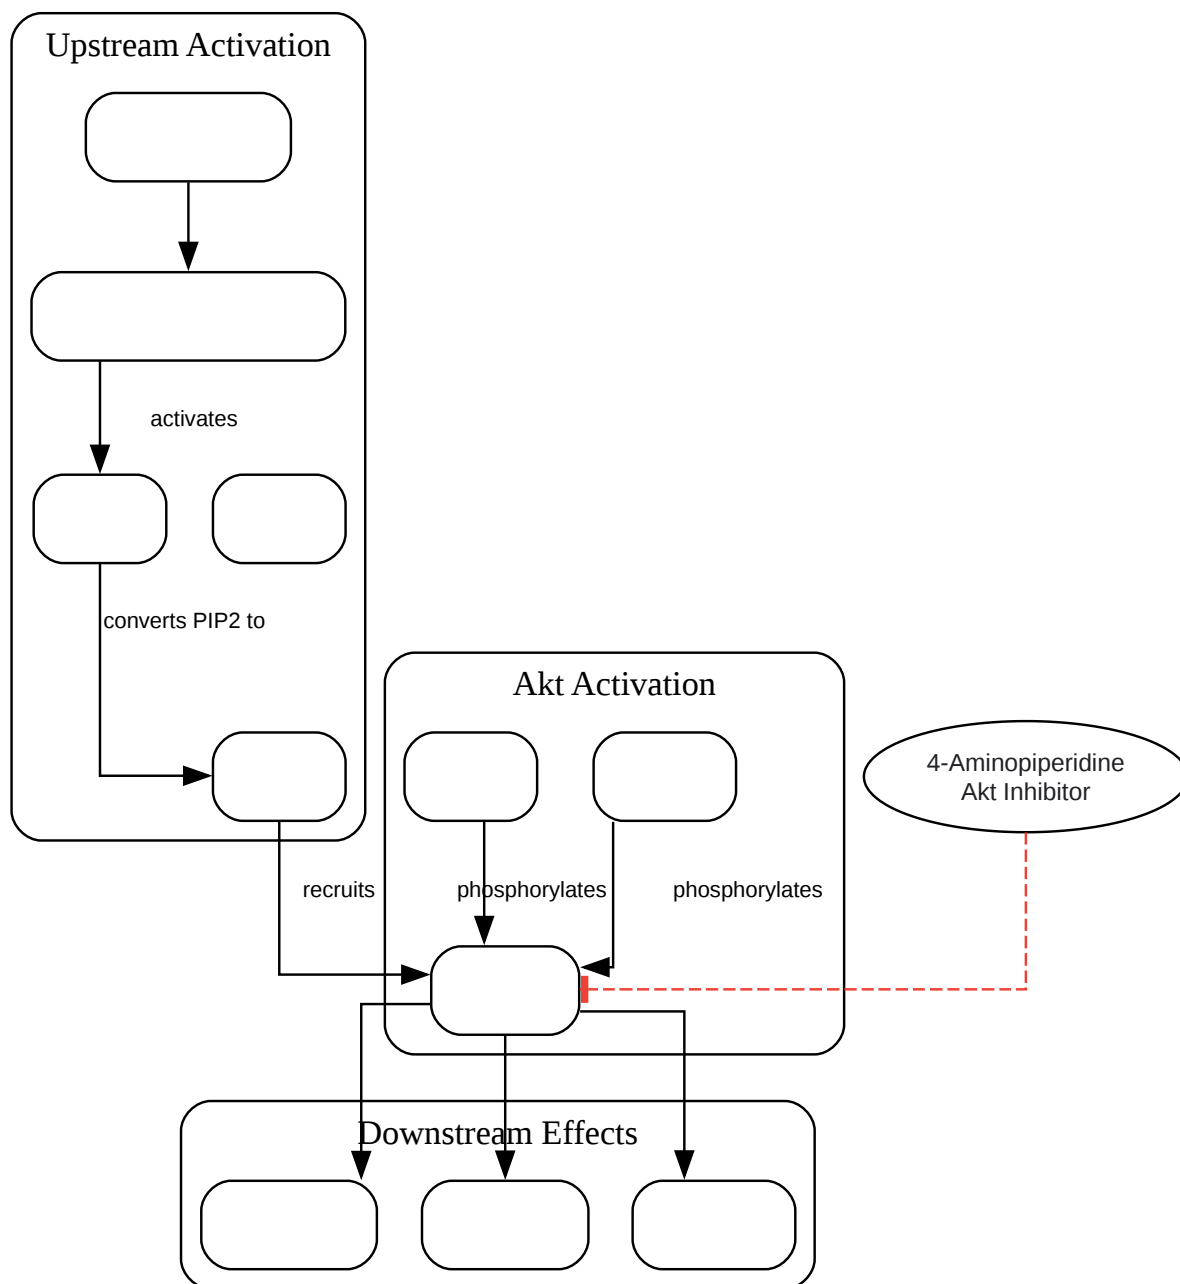 Upstream Activation
activates
converts PIP2 to
Akt Activation
4-Aminopiperidine
Akt Inhibitor
recruits
phosphorylates
phosphorylates
Downstream Effects